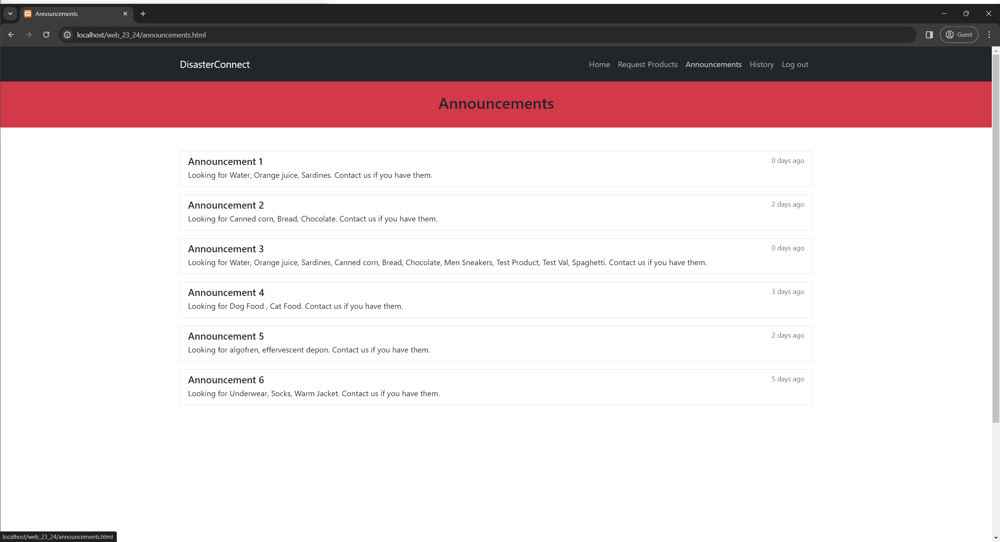 Announcements
localhost/web_23_24/announcements.html
Guest
DisasterConnect
Home Request Products Announcements History Log out
Announcements
Announcement 1
0 days ago
Looking for Water, Orange juice, Sardines. Contact us if you have them.
Announcement 2
2 days ago
Looking for Canned corn, Bread, Chocolate. Contact us if you have them.
Announcement 3
0 days ago
Looking for Water, Orange juice, Sardines, Canned corn, Bread, Chocolate, Men Sneakers, Test Product, Test Val, Spaghetti. Contact us if you have them.
Announcement 4
3 days ago
Looking for Dog Food , Cat Food. Contact us if you have them.
Announcement 5
2 days ago
Looking for algofren, effervescent depon. Contact us if you have them.
Announcement 6
5 days ago
Looking for Underwear, Socks, Warm Jacket. Contact us if you have them.
localhost/web_23_24/announcements.html